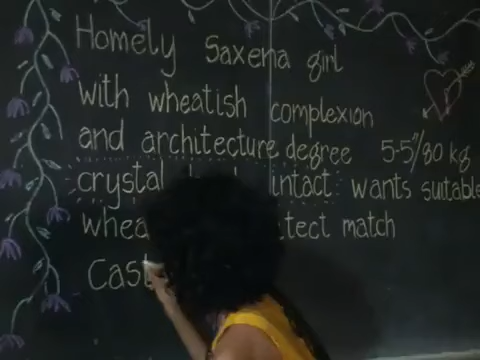 Homely Saxena girl
with wheatish complexion
and architecture degree 5-5"/80 kg
crystal intact wants suitable
whea tect match
Cast